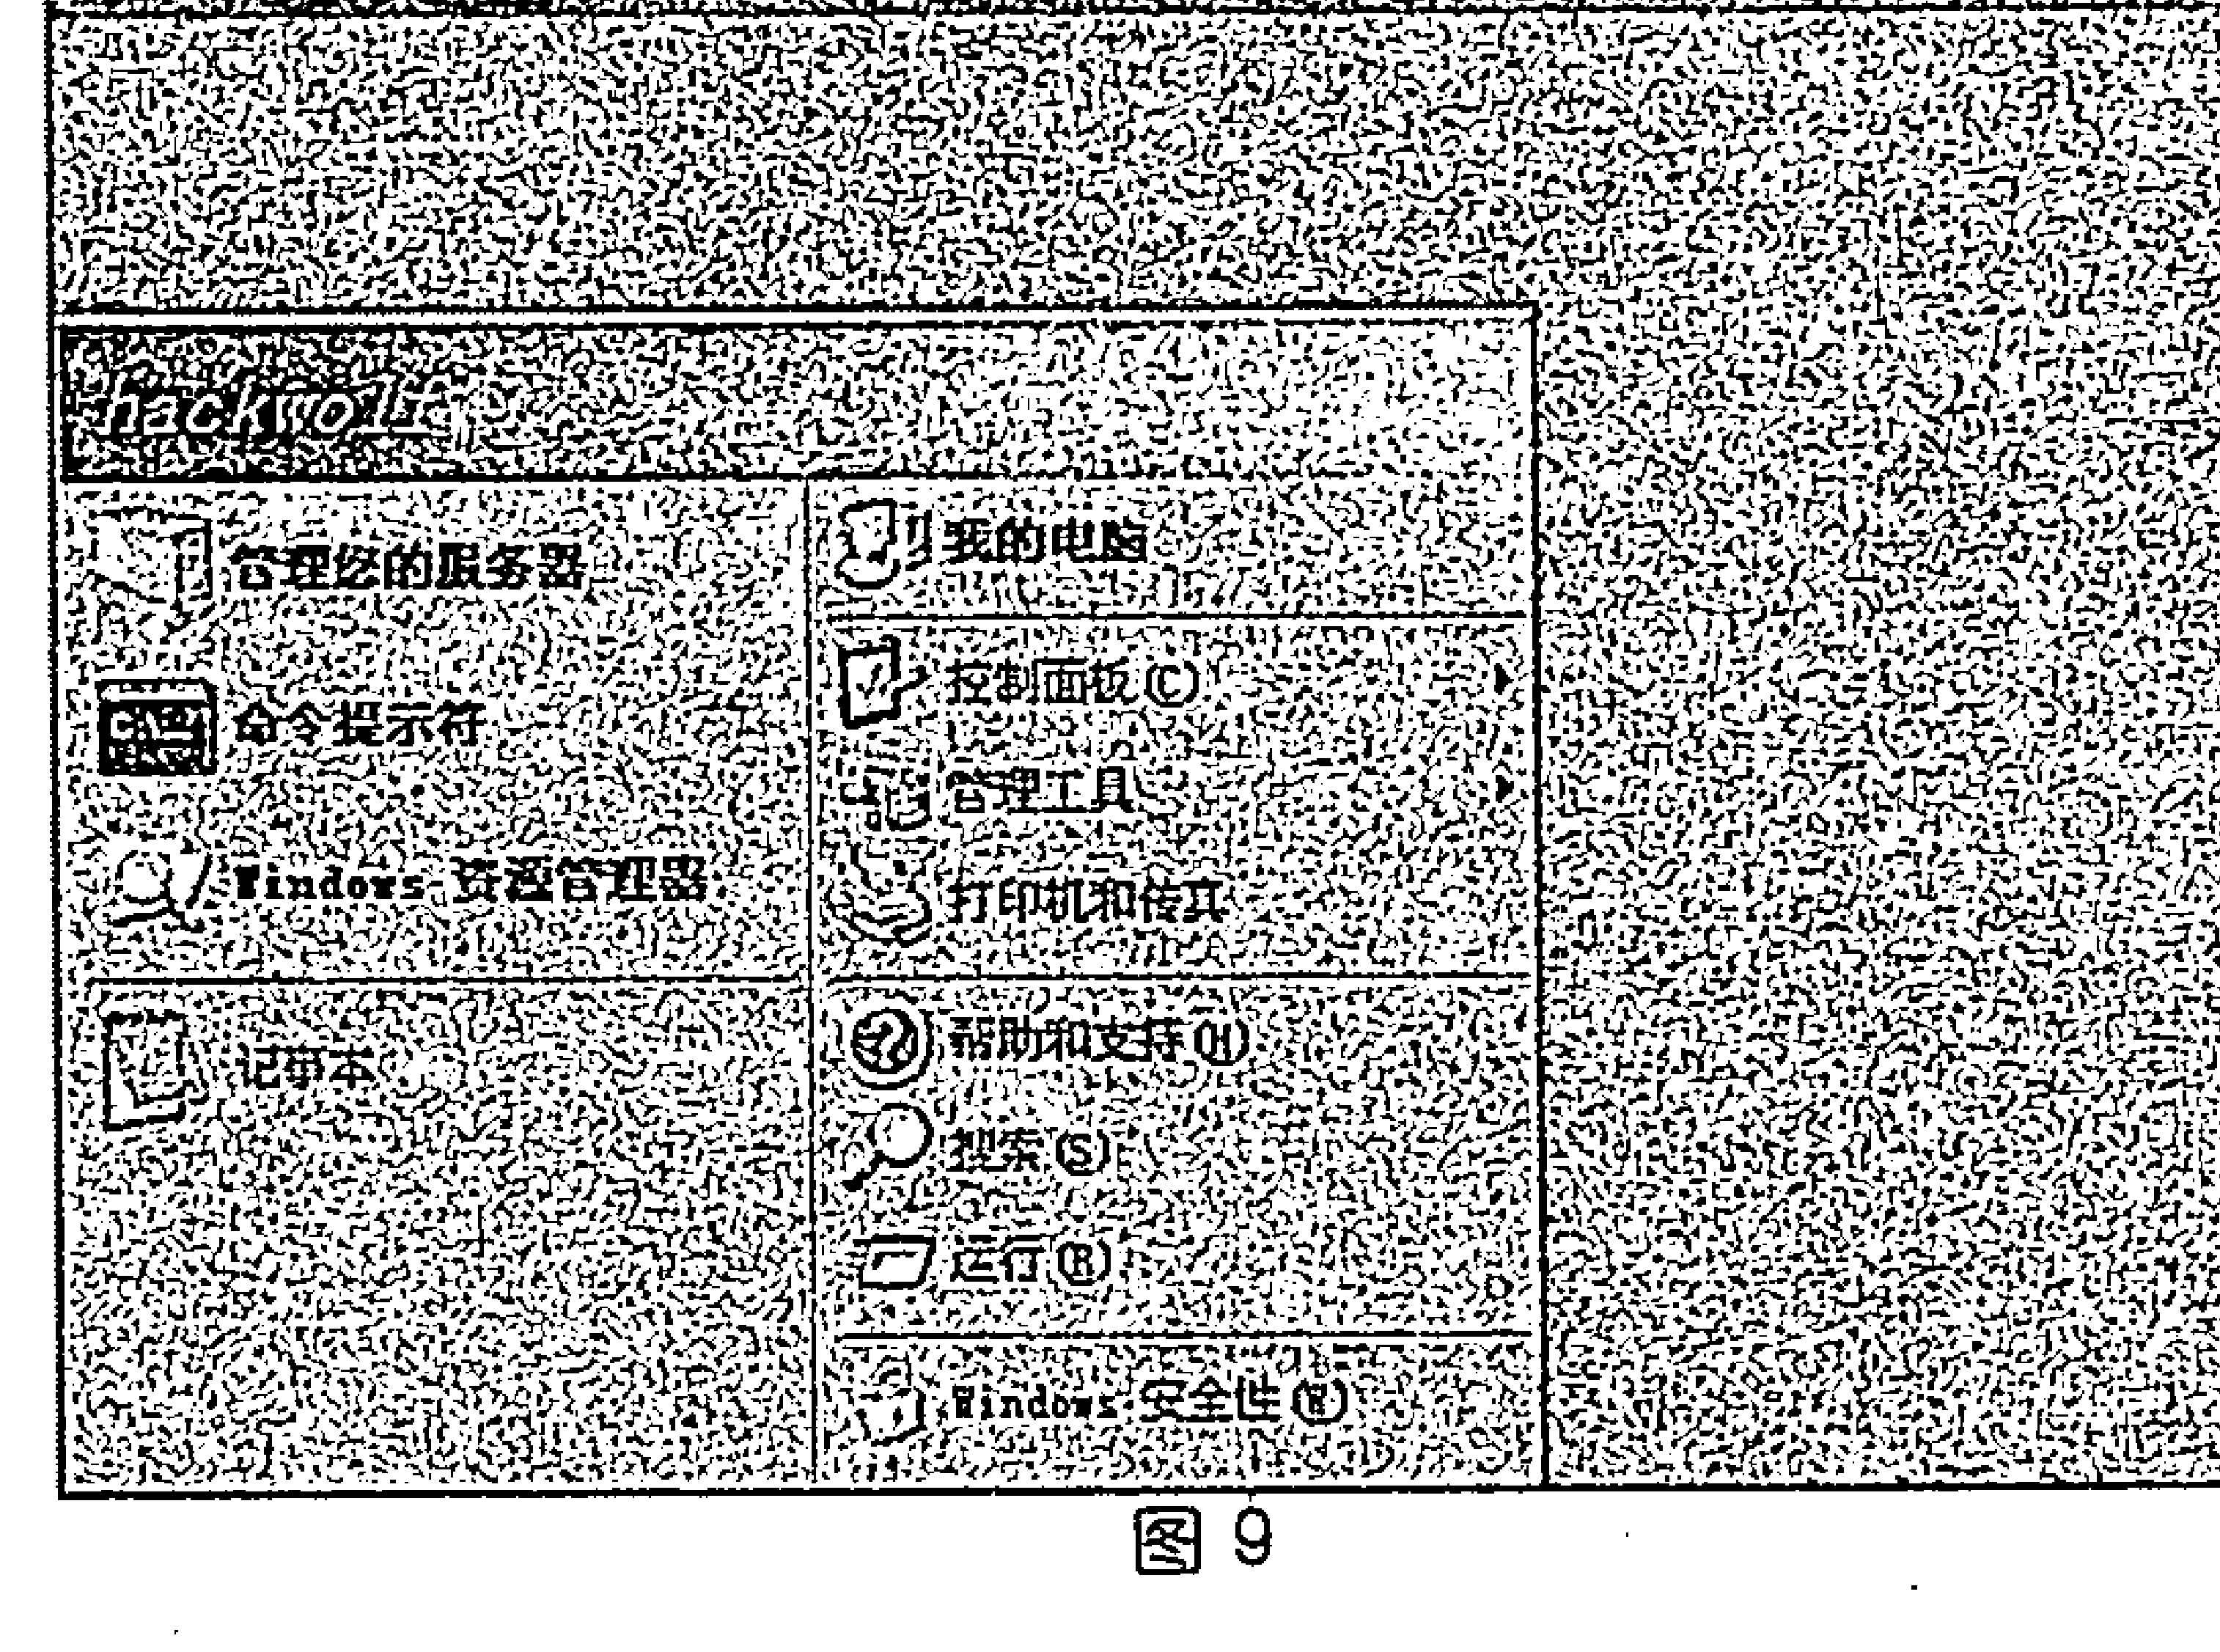 hackwolf
管理您的服务器
命令提示符
Windows 资源管理器
记事本
我的电脑
控制面板(C)
管理工具
打印机和传真
帮助和支持(H)
搜索(S)
运行(R)
Windows 安全性(W)
图 9